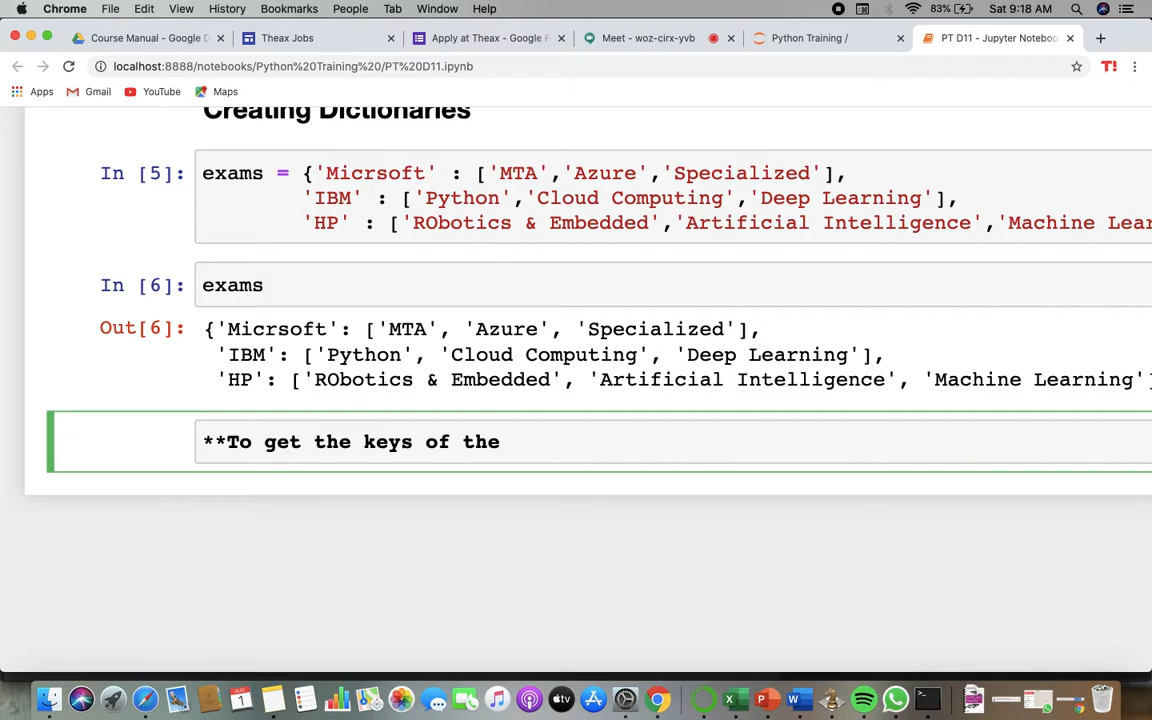 Chrome File Edit View History Bookmarks People Tab Window Help 83% Sat 9:18 AM
Course Manual - Google D Theax Jobs Apply at Theax - Google F Meet - woz-cirx-yvb Python Training / PT D11 - Jupyter Noteboo
localhost:8888/notebooks/Python%20Training%20/PT%20D11.ipynb T!
Apps Gmail YouTube Maps
Creating Dictionaries
In [5]: exams = {'Micrsoft' : ['MTA','Azure','Specialized'],
'IBM' : ['Python','Cloud Computing','Deep Learning'],
'HP' : ['RObotics & Embedded','Artificial Intelligence','Machine Lear
In [6]: exams
Out[6]: {'Micrsoft': ['MTA', 'Azure', 'Specialized'],
'IBM': ['Python', 'Cloud Computing', 'Deep Learning'],
'HP': ['RObotics & Embedded', 'Artificial Intelligence', 'Machine Learning']
**To get the keys of the